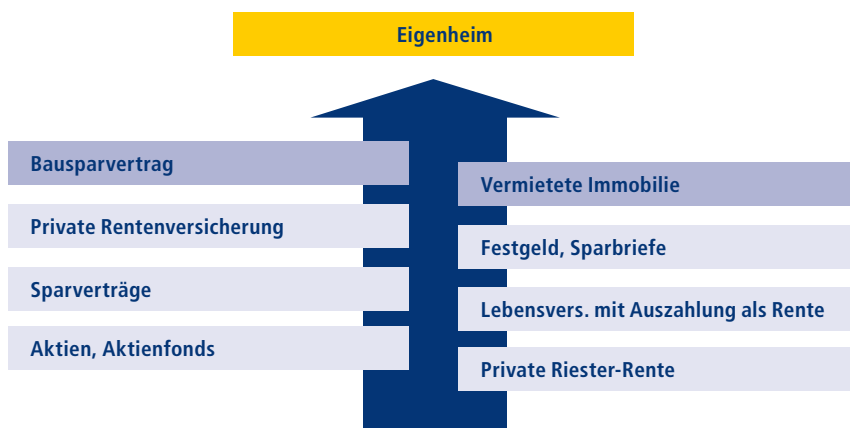 Eigenheim
Bausparvertrag
Vermietete Immobilie
Private Rentenversicherung
Festgeld, Sparbriefe
Sparverträge
Lebensvers. mit Auszahlung als Rente
Aktien, Aktienfonds
Private Riester-Rente